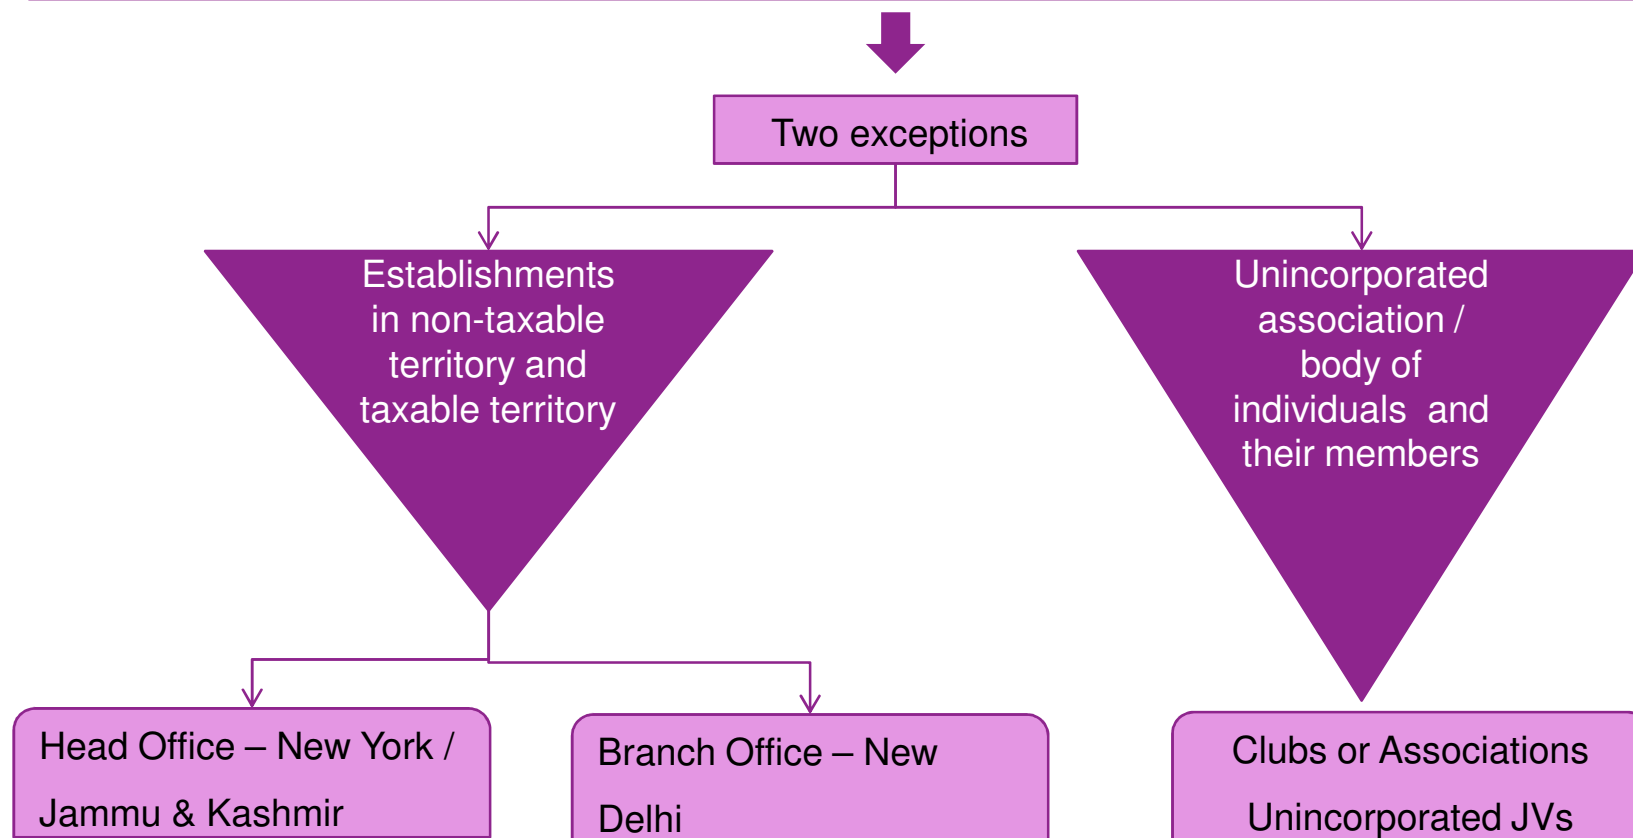 Two exceptions
Establishments
in non-taxable
territory and
taxable territory
Unincorporated
association /
body of
individuals and
their members
Head Office – New York /
Jammu & Kashmir
Branch Office – New
Delhi
Clubs or Associations
Unincorporated JVs